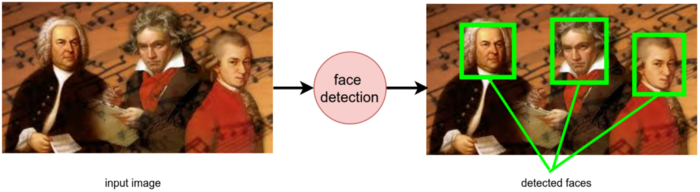 face
detection
input image
detected faces